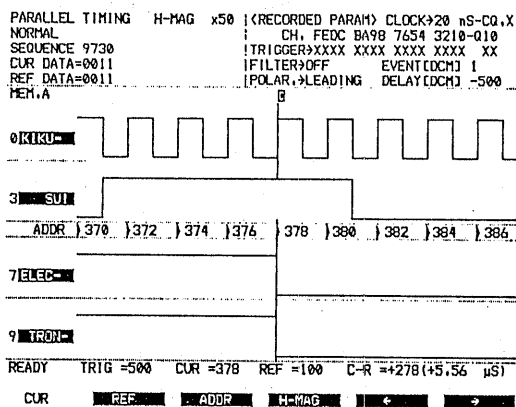 PARALLEL TIMING H-MAG x50 |<RECORDED PARAM> CLOCK→20 nS-CQ,X
NORMAL | CH. FEDC BA98 7654 3210-Q10
SEQUENCE 9730 |TRIGGER→XXXX XXXX XXXX XXXX XX
CUR DATA=0011 |FILTER→OFF EVENT[DCM] 1
REF DATA=0011 |POLAR.→LEADING DELAY[DCM] -500
MEM.A
C
0 KIKU-
3 SUI
ADDR 370 372 374 376 378 380 382 384 386
7 ELEC-
9 TRON-
READY TRIG =500 CUR =378 REF =100 C-R =+278(+5.56 µS)
CUR REF ADDR H-MAG ← →